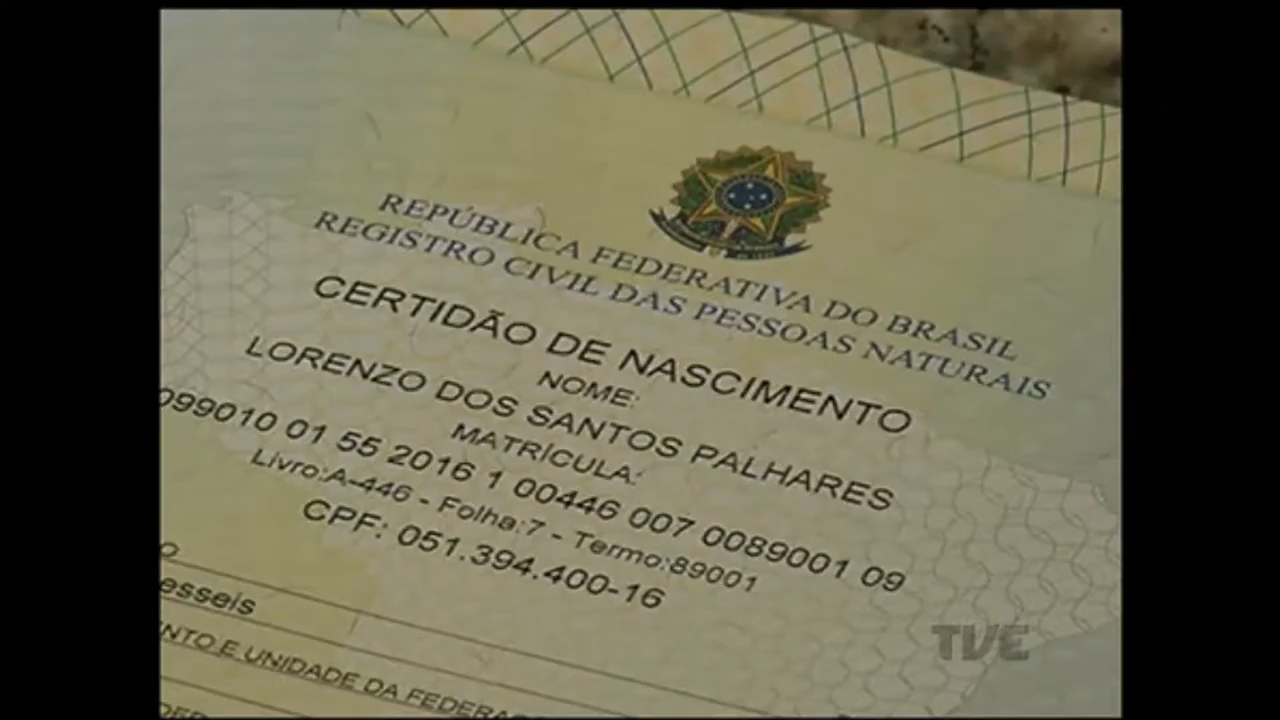 REPÚBLICA FEDERATIVA DO BRASIL
REGISTRO CIVIL DAS PESSOAS NATURAIS
CERTIDÃO DE NASCIMENTO
NOME:
LORENZO DOS SANTOS PALHARES
MATRÍCULA:
099010 01 55 2016 1 00446 007 0089001 09
Livro:A-446 - Folha:7 - Termo:89001
CPF: 051.394.400-16
esseis
NTO E UNIDADE DA FEDERAÇ
TVE